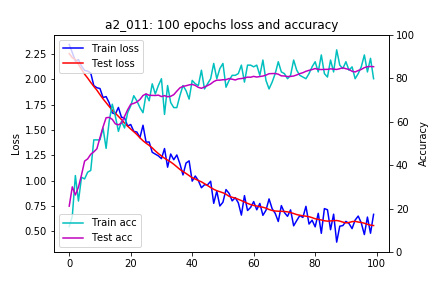 a2_011: 100 epochs loss and accuracy
Train loss
Test loss
Train acc
Test acc
Loss
2.25
2.00
1.75
1.50
1.25
1.00
0.75
0.50
Accuracy
100
80
60
40
20
0
0
20
40
60
80
100